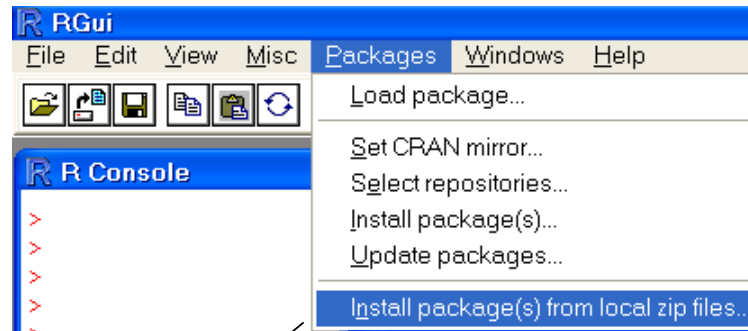 R RGui
File Edit View Misc Packages Windows Help
Load package...
Set CRAN mirror...
Select repositories...
Install package(s)...
Update packages...
Install package(s) from local zip files...
R R Console
>
>
>
>
>